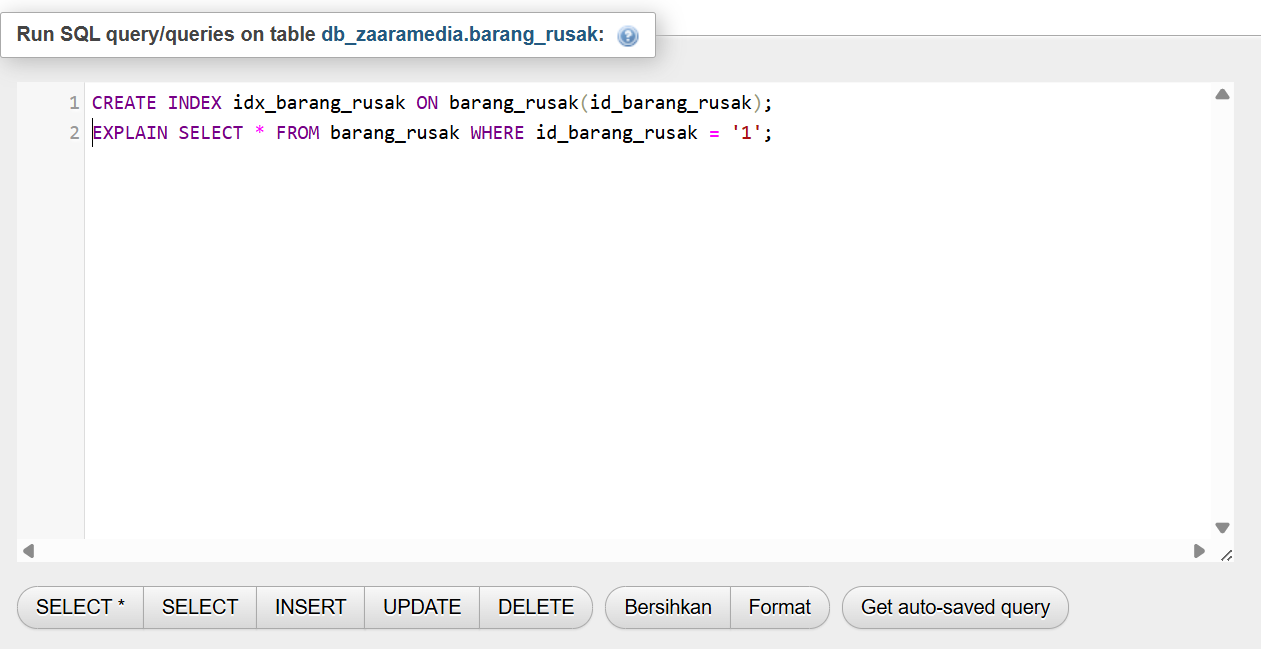 Run SQL query/queries on table db_zaaramedia.barang_rusak:
1 CREATE INDEX idx_barang_rusak ON barang_rusak(id_barang_rusak);
2 EXPLAIN SELECT * FROM barang_rusak WHERE id_barang_rusak = '1';
SELECT * SELECT INSERT UPDATE DELETE Bersihkan Format Get auto-saved query